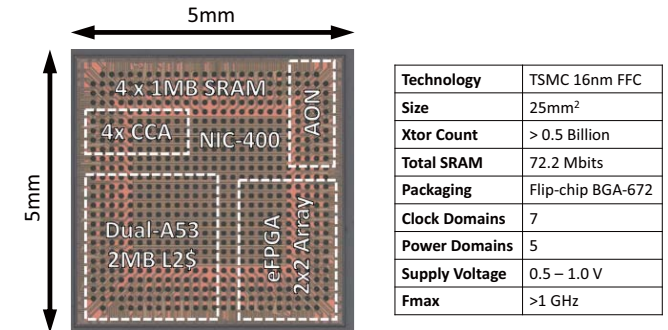 5mm
5mm
4 x 1MB SRAM
AON
4x CCA
NIC-400
Dual-A53
2MB L2$
eFPGA
2x2 Array
Technology TSMC 16nm FFC
Size 25mm²
Xtor Count > 0.5 Billion
Total SRAM 72.2 Mbits
Packaging Flip-chip BGA-672
Clock Domains 7
Power Domains 5
Supply Voltage 0.5 – 1.0 V
Fmax >1 GHz